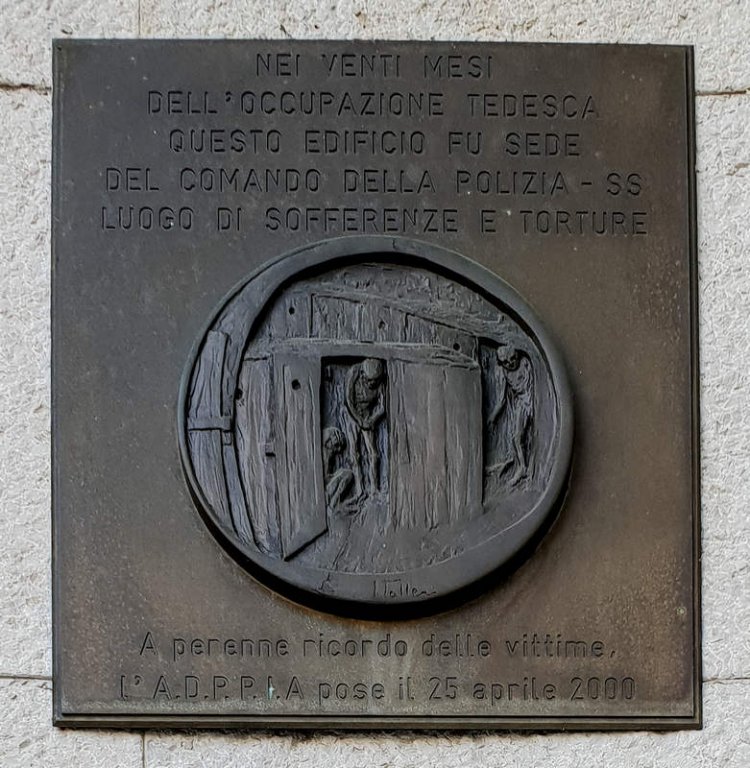 NEI VENTI MESI
DELL'OCCUPAZIONE TEDESCA
QUESTO EDIFICIO FU SEDE
DEL COMANDO DELLA POLIZIA - SS
LUOGO DI SOFFERENZE E TORTURE
A perenne ricordo delle vittime,
l'A.D.P.P.I.A pose il 25 aprile 2000